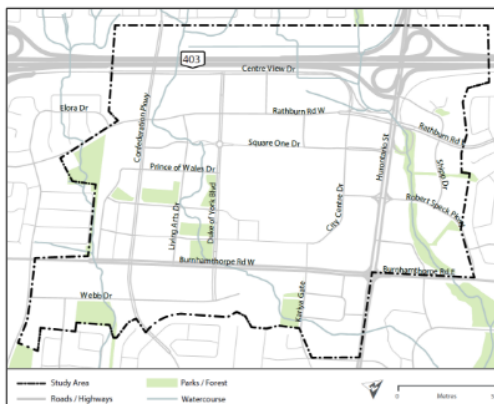 403
Centre View Dr
Elora Dr
Confederation Pkwy
Rathburn Rd W
Rathburn Rd
Square One Dr
Hurontario St
Shipp Dr
Prince of Wales Dr
Living Arts Dr
Duke of York Blvd
City Centre Dr
Robert Speck Pkwy
Burnhamthorpe Rd W
Burnhamthorpe Rd E
Webb Dr
Kariya Gate
Study Area
Parks / Forest
Roads / Highways
Watercourse
0
Metres